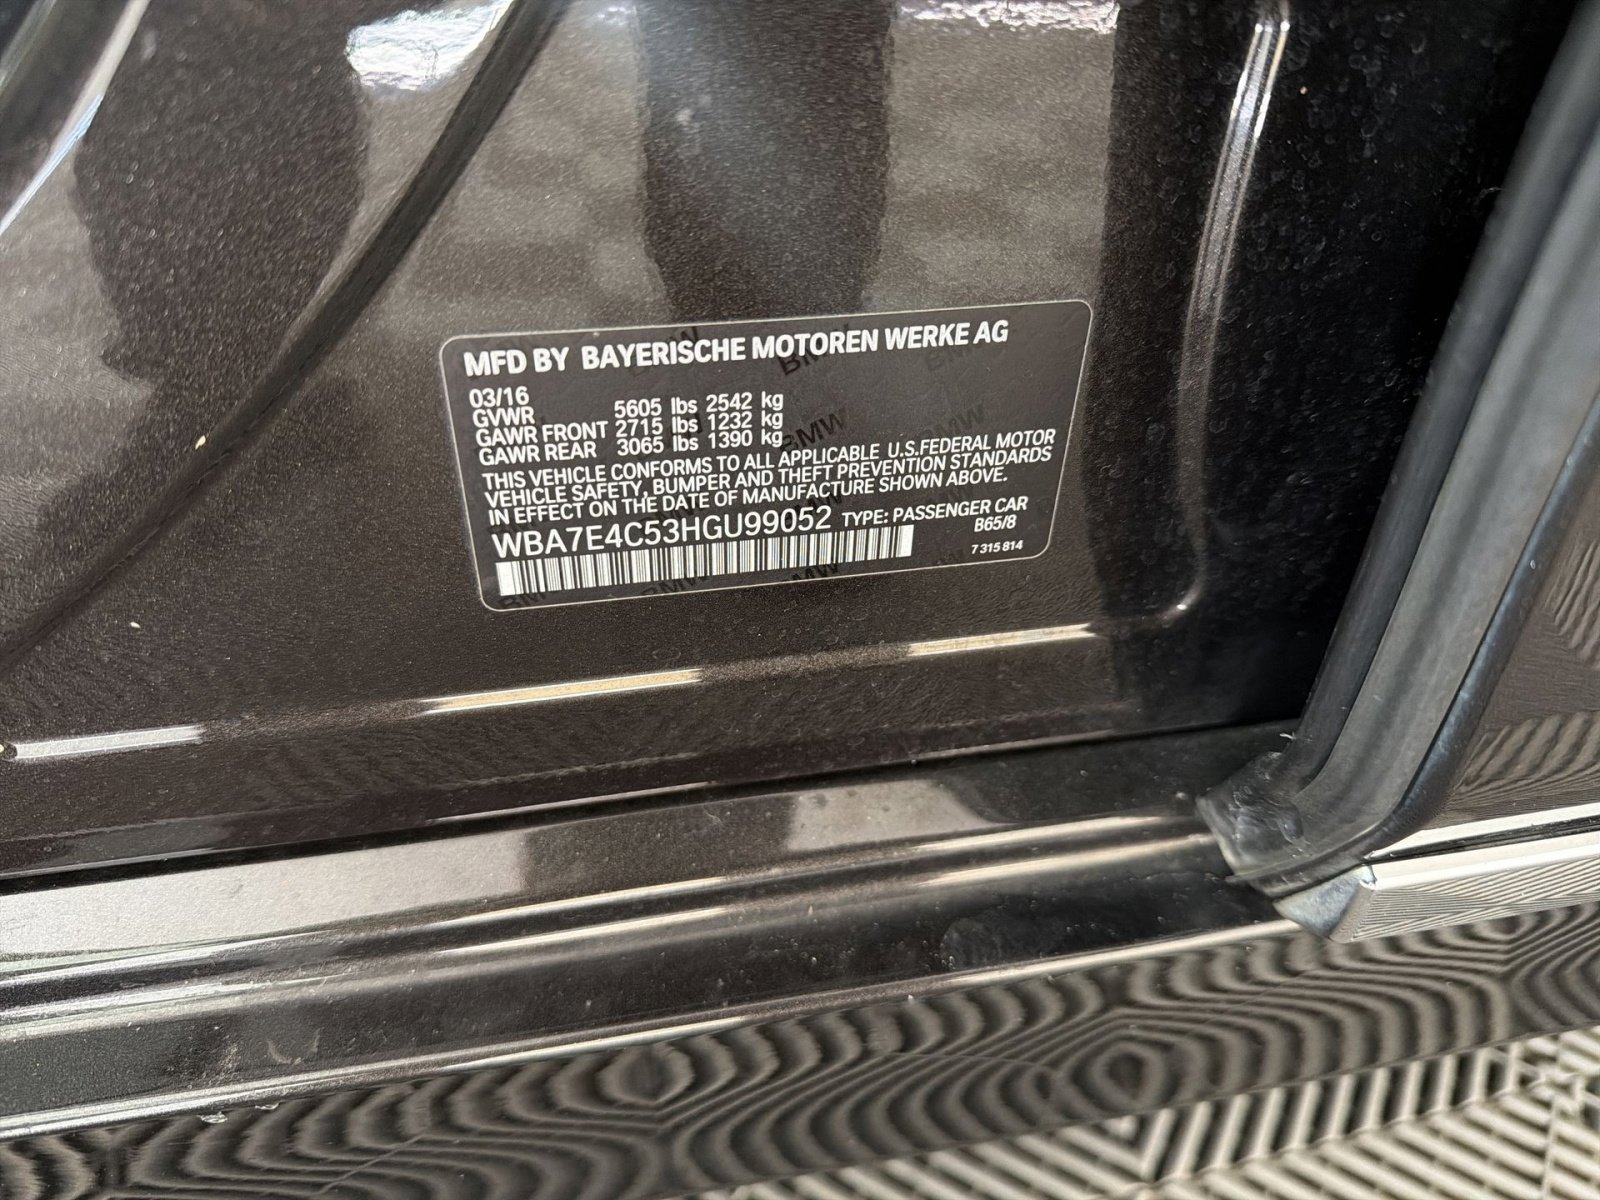 MFD BY BAYERISCHE MOTOREN WERKE AG
03/16
GVWR 5605 lbs 2542 kg
GAWR FRONT 2715 lbs 1232 kg
GAWR REAR 3065 lbs 1390 kg
THIS VEHICLE CONFORMS TO ALL APPLICABLE U.S.FEDERAL MOTOR
VEHICLE SAFETY, BUMPER AND THEFT PREVENTION STANDARDS
IN EFFECT ON THE DATE OF MANUFACTURE SHOWN ABOVE.
WBA7E4C53HGU99052 TYPE: PASSENGER CAR
B65/8
7 315 814